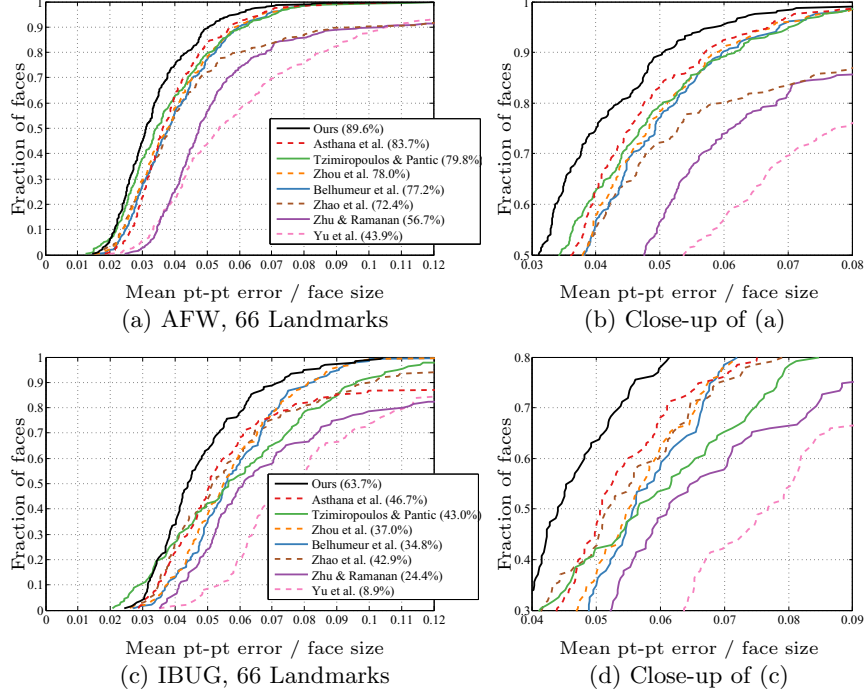 1
0.9
0.8
0.7
0.6
0.5
0.4
0.3
0.2
0.1
0
Fraction of faces
Ours (89.6%)
Asthana et al. (83.7%)
Tzimiropoulos & Pantic (79.8%)
Zhou et al. 78.0%)
Belhumeur et al. (77.2%)
Zhao et al. (72.4%)
Zhu & Ramanan (56.7%)
Yu et al. (43.9%)
0 0.01 0.02 0.03 0.04 0.05 0.06 0.07 0.08 0.09 0.1 0.11 0.12
Mean pt-pt error / face size
(a) AFW, 66 Landmarks
1
0.9
0.8
0.7
0.6
0.5
Fraction of faces
0.03 0.04 0.05 0.06 0.07 0.08
Mean pt-pt error / face size
(b) Close-up of (a)
1
0.9
0.8
0.7
0.6
0.5
0.4
0.3
0.2
0.1
0
Fraction of faces
Ours (63.7%)
Asthana et al. (46.7%)
Tzimiropoulos & Pantic (43.0%)
Zhou et al. (37.0%)
Belhumeur et al. (34.8%)
Zhao et al. (42.9%)
Zhu & Ramanan (24.4%)
Yu et al. (8.9%)
0 0.01 0.02 0.03 0.04 0.05 0.06 0.07 0.08 0.09 0.1 0.11 0.12
Mean pt-pt error / face size
(c) IBUG, 66 Landmarks
0.8
0.7
0.6
0.5
0.4
0.3
Fraction of faces
0.04 0.05 0.06 0.07 0.08 0.09
Mean pt-pt error / face size
(d) Close-up of (c)